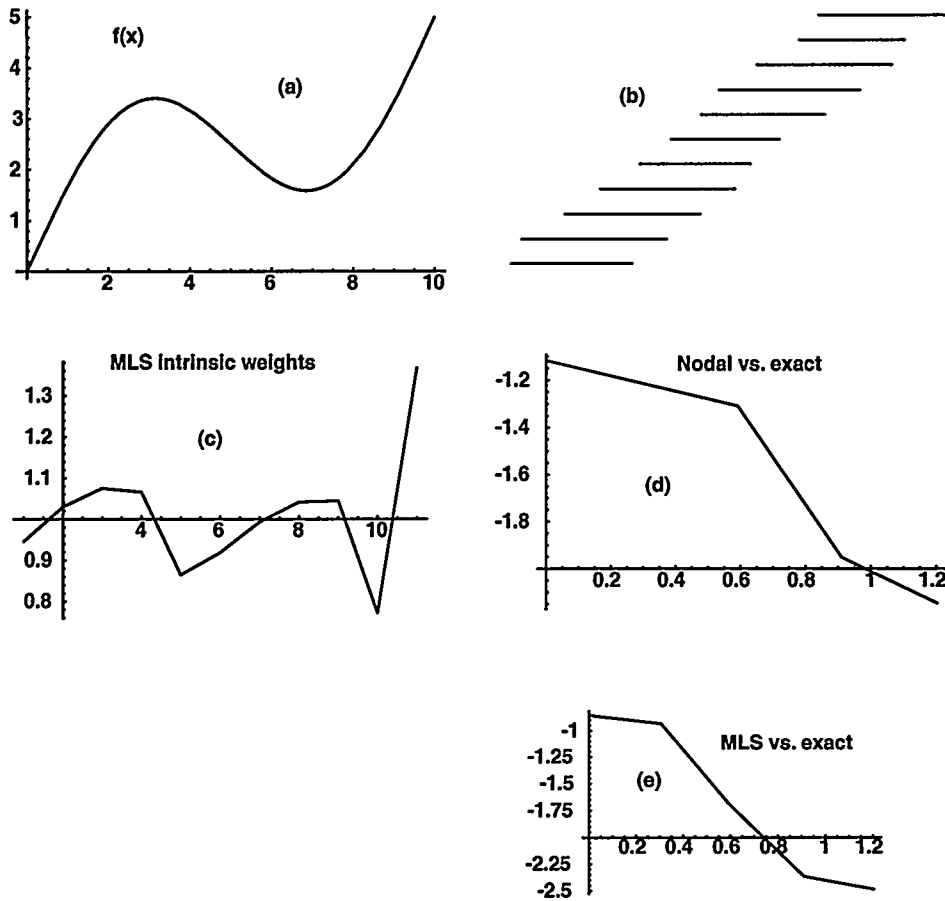 5
f(x)
4
(a)
3
2
1
2 4 6 8 10
(b)
MLS intrinsic weights
1.3
1.2
(c)
1.1
4 6 8 10
0.9
0.8
Nodal vs. exact
-1.2
-1.4
-1.6
(d)
-1.8
0.2 0.4 0.6 0.8 1 1.2
MLS vs. exact
-1
-1.25
(e)
-1.5
-1.75
0.2 0.4 0.6 0.8 1 1.2
-2.25
-2.5